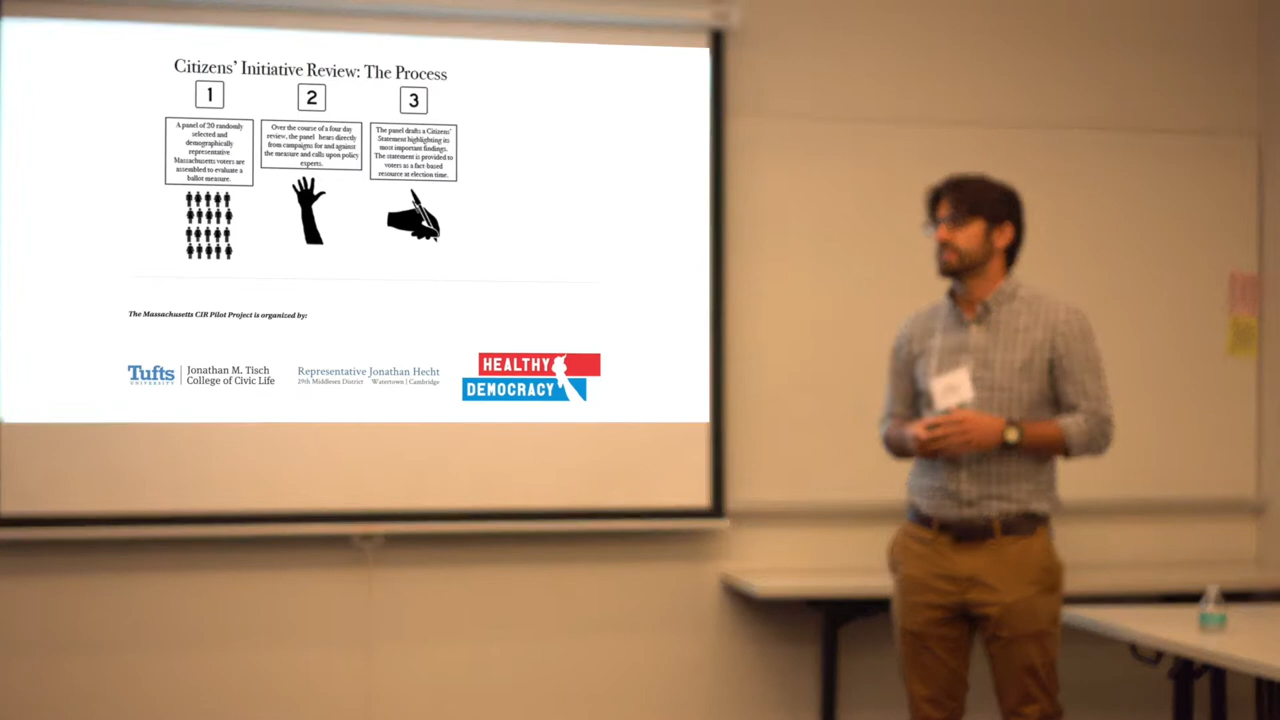 Citizens' Initiative Review: The Process
1
A panel of 20 randomly
selected and
demographically
representative
Massachusetts voters are
assembled to evaluate a
ballot measure.
2
Over the course of a four day
review, the panel hears directly
from campaigns for and against
the measure and calls upon policy
experts.
3
The panel drafts a Citizens'
Statement highlighting its
most important findings.
The statement is provided to
voters as a fact-based
resource at election time.
The Massachusetts CIR Pilot Project is organized by:
Tufts
UNIVERSITY
Jonathan M. Tisch
College of Civic Life
Representative Jonathan Hecht
29th Middlesex District Watertown | Cambridge
HEALTHY
DEMOCRACY